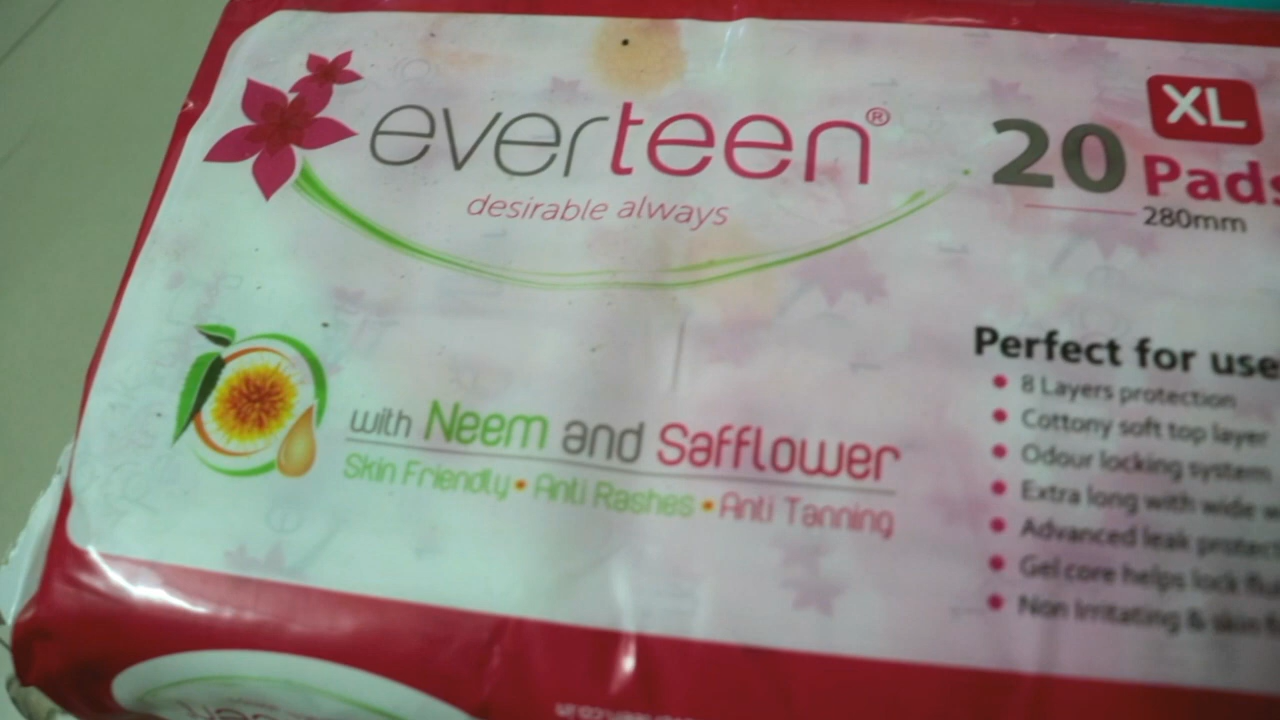 everteen®
desirable always
XL
20 Pads
280mm
with Neem and Safflower
Skin Friendly • Anti Rashes • Anti Tanning
Perfect for use
• 8 Layers protection
• Cottony soft top layer
• Odour locking system
• Extra long with wide
• Advanced leak protect
• Gel core helps lock
• Non Irritating & skin